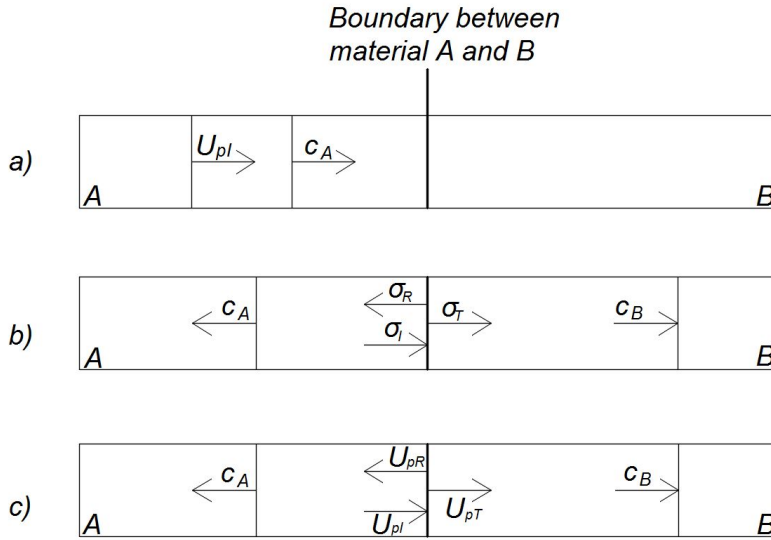 Boundary between
material A and B
a)
U_pI
c_A
A
B
b)
c_A
σ_R
σ_I
σ_T
c_B
A
B
c)
c_A
U_pR
U_pI
U_pT
c_B
A
B